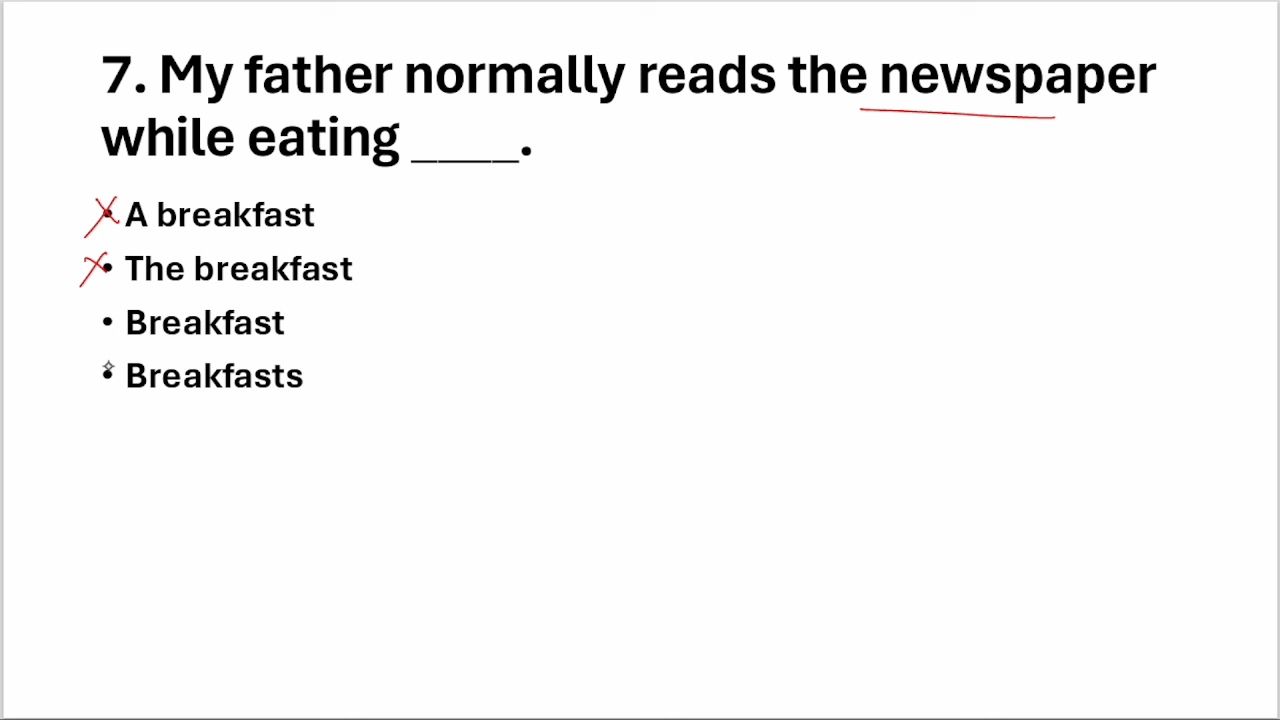 7. My father normally reads the newspaper
while eating ____.
• A breakfast
• The breakfast
• Breakfast
• Breakfasts